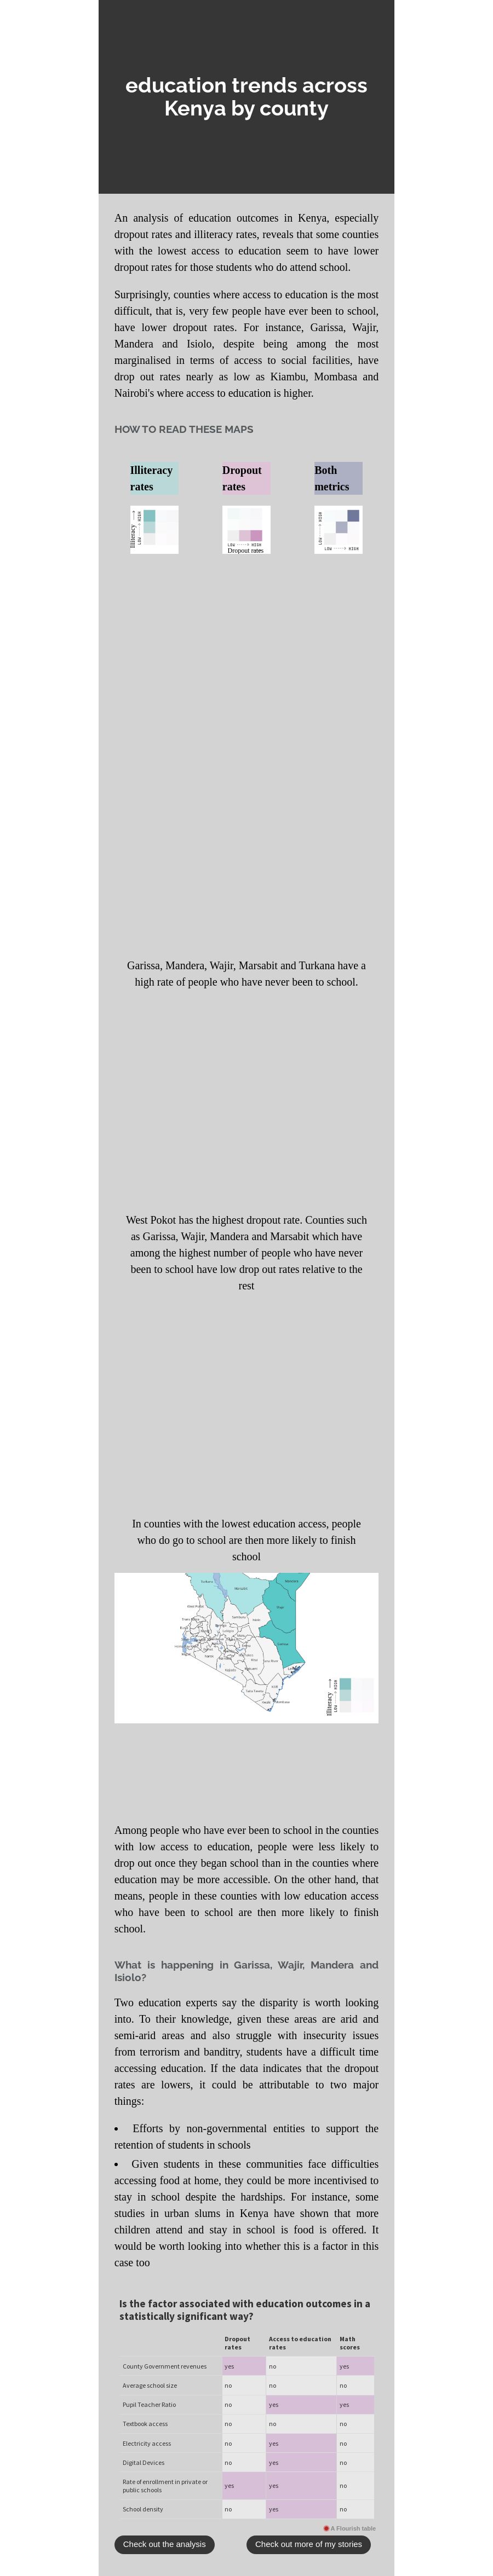 education trends across
Kenya by county
An analysis of education outcomes in Kenya, especially
dropout rates and illiteracy rates, reveals that some counties
with the lowest access to education seem to have lower
dropout rates for those students who do attend school.
Surprisingly, counties where access to education is the most
difficult, that is, very few people have ever been to school,
have lower dropout rates. For instance, Garissa, Wajir,
Mandera and Isiolo, despite being among the most
marginalised in terms of access to social facilities, have
drop out rates nearly as low as Kiambu, Mombasa and
Nairobi's where access to education is higher.
HOW TO READ THESE MAPS
Illiteracy
rates
Dropout
rates
Both
metrics
Illiteracy
LOW HIGH
LOW HIGH
Dropout rates
LOW HIGH
LOW HIGH
Garissa, Mandera, Wajir, Marsabit and Turkana have a
high rate of people who have never been to school.
West Pokot has the highest dropout rate. Counties such
as Garissa, Wajir, Mandera and Marsabit which have
among the highest number of people who have never
been to school have low drop out rates relative to the
rest
In counties with the lowest education access, people
who do go to school are then more likely to finish
school
Illiteracy
LOW HIGH
Among people who have ever been to school in the counties
with low access to education, people were less likely to
drop out once they began school than in the counties where
education may be more accessible. On the other hand, that
means, people in these counties with low education access
who have been to school are then more likely to finish
school.
What is happening in Garissa, Wajir, Mandera and
Isiolo?
Two education experts say the disparity is worth looking
into. To their knowledge, given these areas are arid and
semi-arid areas and also struggle with insecurity issues
from terrorism and banditry, students have a difficult time
accessing education. If the data indicates that the dropout
rates are lowers, it could be attributable to two major
things:
• Efforts by non-governmental entities to support the
retention of students in schools
• Given students in these communities face difficulties
accessing food at home, they could be more incentivised to
stay in school despite the hardships. For instance, some
studies in urban slums in Kenya have shown that more
children attend and stay in school is food is offered. It
would be worth looking into whether this is a factor in this
case too
Is the factor associated with education outcomes in a
statistically significant way?
Dropout rates Access to education rates Math scores
County Government revenues yes no yes
Average school size no no no
Pupil Teacher Ratio no yes yes
Textbook access no no no
Electricity access no yes no
Digital Devices no yes no
Rate of enrollment in private or public schools yes yes no
School density no yes no
A Flourish table
Check out the analysis
Check out more of my stories